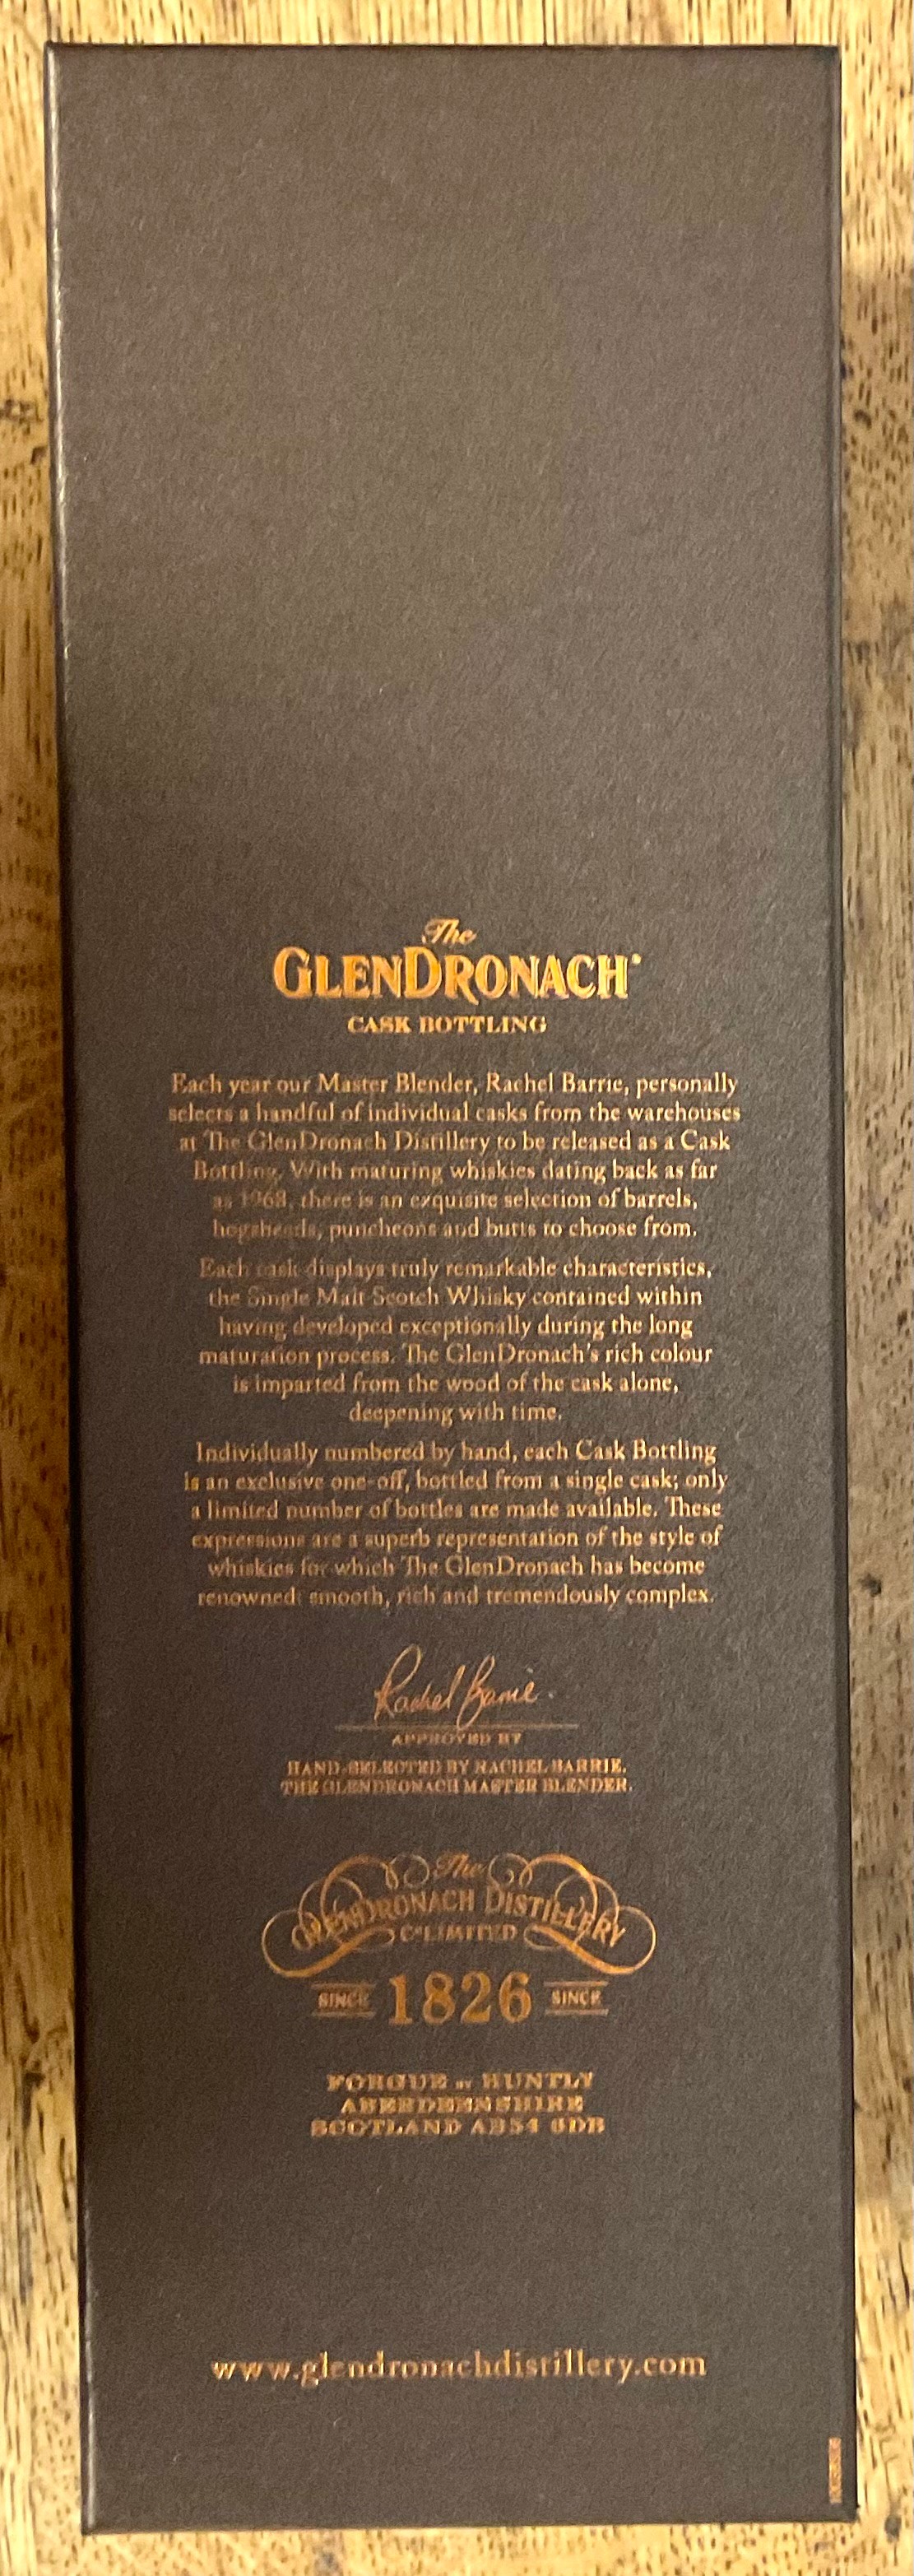 The
GLENDRONACH®
CASK BOTTLING
Each year our Master Blender, Rachel Barrie, personally
selects a handful of individual casks from the warehouses
at The GlenDronach Distillery to be released as a Cask
Bottling. With maturing whiskies dating back as far
as 1968, there is an exquisite selection of barrels,
hogsheads, puncheons and butts to choose from.
Each cask displays truly remarkable characteristics,
the Single Malt Scotch Whisky contained within
having developed exceptionally during the long
maturation process. The GlenDronach's rich colour
is imparted from the wood of the cask alone,
deepening with time.
Individually numbered by hand, each Cask Bottling
is an exclusive one-off, bottled from a single cask; only
a limited number of bottles are made available. These
expressions are a superb representation of the style of
whiskies for which The GlenDronach has become
renowned: smooth, rich and tremendously complex.
Rachel Barrie.
APPROVED BY
HAND-SELECTED BY RACHEL BARRIE,
THE GLENDRONACH MASTER BLENDER.
The
GLENDRONACH DISTILLERY
Co LIMITED
SINCE 1826 SINCE
FORGUE BY HUNTLY
ABERDEENSHIRE
SCOTLAND AB54 6DB
www.glendronachdistillery.com